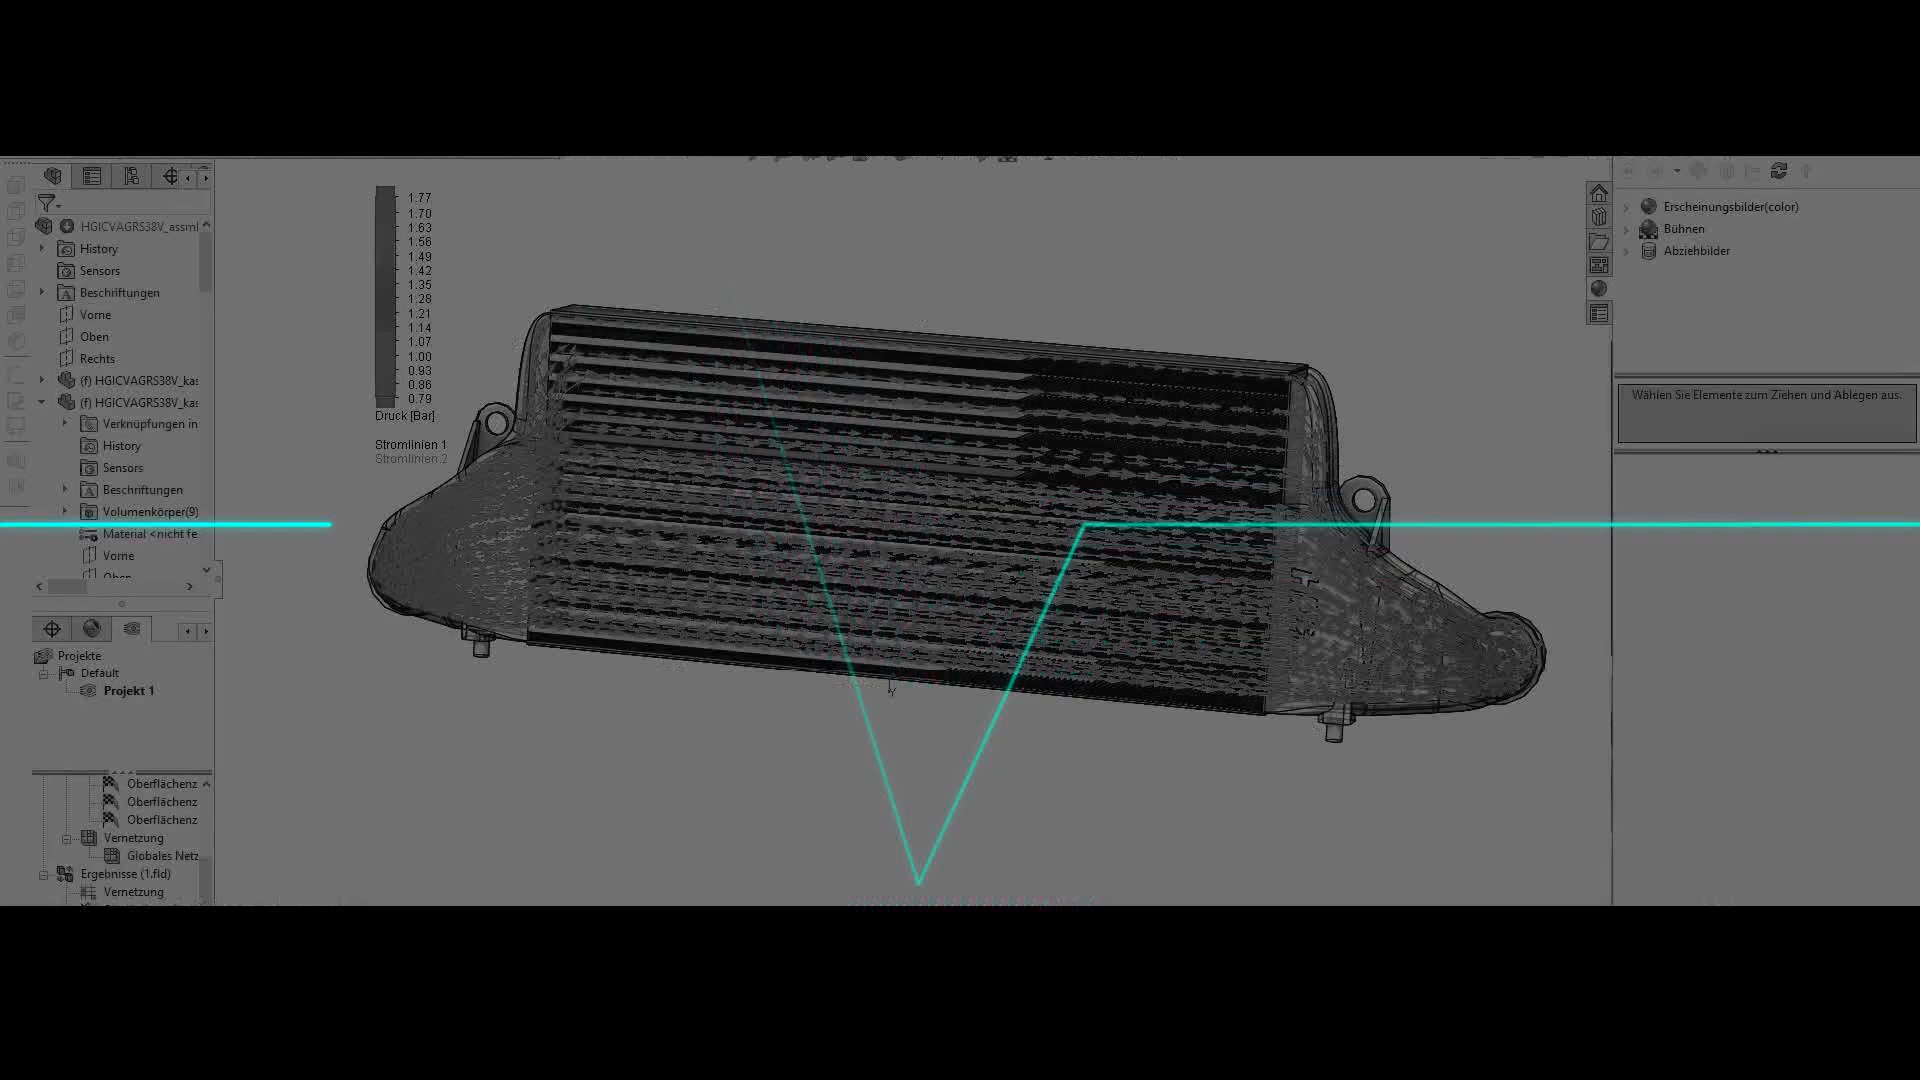 HGICVAGRS38V_assml
History
Sensors
Beschriftungen
Vorne
Oben
Rechts
(f) HGICVAGRS38V_kas
(f) HGICVAGRS38V_kas
Verknüpfungen in
History
Sensors
Beschriftungen
Volumenkörper(9)
Material <nicht fe
Vorne
Oben
Projekte
Default
Projekt 1
Oberflächenz
Oberflächenz
Oberflächenz
Vernetzung
Globales Netz
Ergebnisse (1.fld)
Vernetzung
1.77
1.70
1.63
1.56
1.49
1.42
1.35
1.28
1.21
1.14
1.07
1.00
0.93
0.86
0.79
Druck [Bar]
Stromlinien 1
Stromlinien 2
Y
Erscheinungsbilder(color)
Bühnen
Abziehbilder
Wählen Sie Elemente zum Ziehen und Ablegen aus.